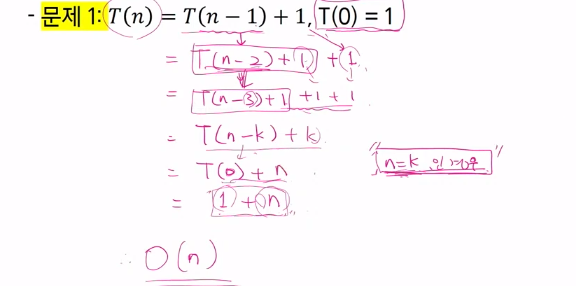 - 문제 1: T(n) = T(n − 1) + 1, T(0) = 1
= T(n-2)+1 +1
= T(n-3)+1 +1+1
= T(n-k)+k
= T(0)+n "n=k 인 경우"
= 1+n
∴ O(n)